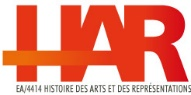 HAR
EA/4414 HISTOIRE DES ARTS ET DES REPRÉSENTATIONS